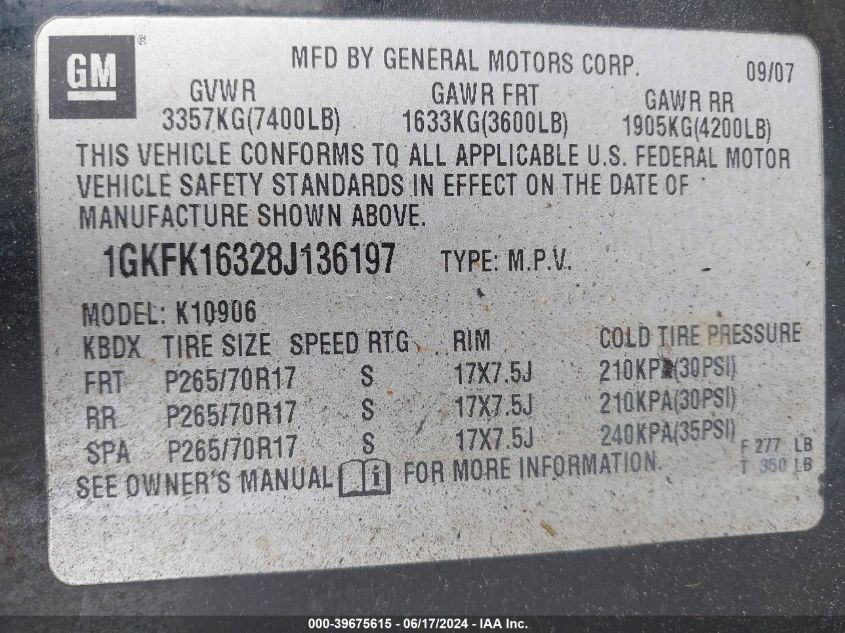 GM ®
MFD BY GENERAL MOTORS CORP. 09/07
GVWR GAWR FRT GAWR RR
3357KG(7400LB) 1633KG(3600LB) 1905KG(4200LB)
THIS VEHICLE CONFORMS TO ALL APPLICABLE U.S. FEDERAL MOTOR
VEHICLE SAFETY STANDARDS IN EFFECT ON THE DATE OF
MANUFACTURE SHOWN ABOVE.
1GKFK16328J136197 TYPE: M.P.V.
MODEL: K10906
KBDX TIRE SIZE SPEED RTG RIM COLD TIRE PRESSURE
FRT P265/70R17 S 17X7.5J 210KPA(30PSI)
RR P265/70R17 S 17X7.5J 210KPA(30PSI)
SPA P265/70R17 S 17X7.5J 240KPA(35PSI)
F 277 LB
T 350 LB
SEE OWNER'S MANUAL i FOR MORE INFORMATION.
000-39675615 - 06/17/2024 - IAA Inc.